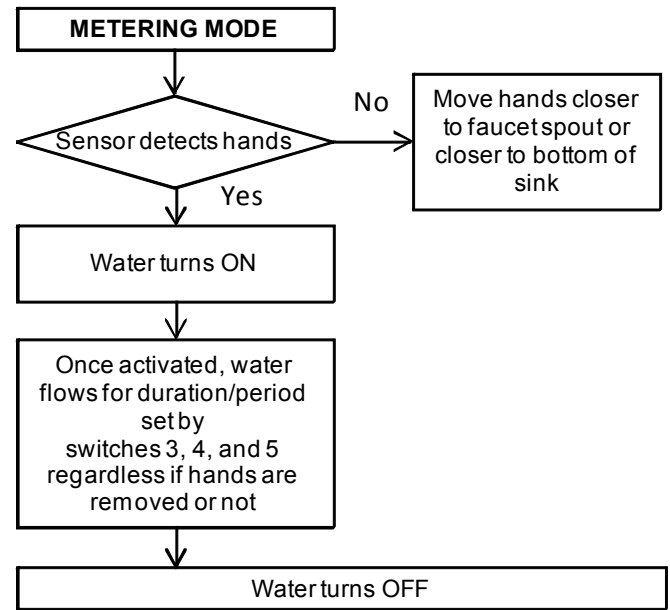 METERING MODE
Sensor detects hands
No
Move hands closer
to faucet spout or
closer to bottom of
sink
Yes
Water turns ON
Once activated, water
flows for duration/period
set by
switches 3, 4, and 5
regardless if hands are
removed or not
Water turns OFF